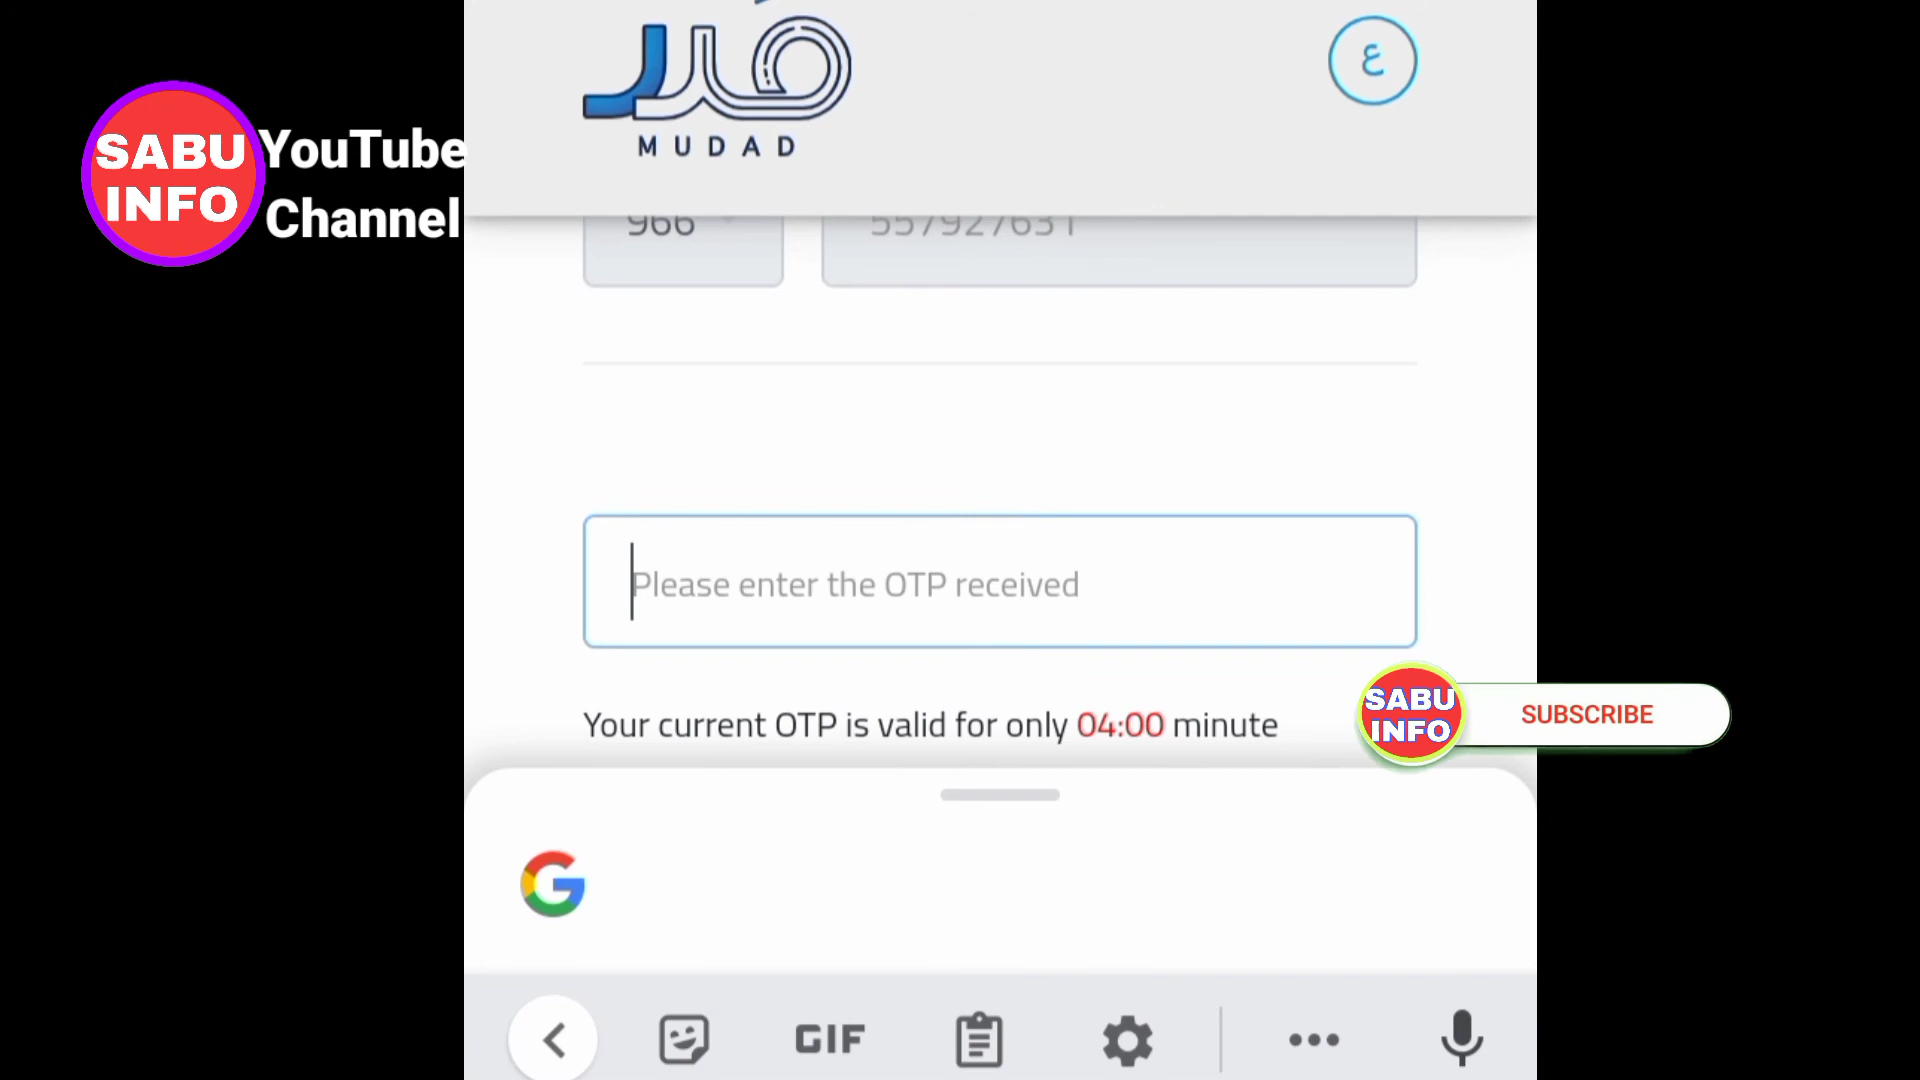 SABU
INFO
YouTube
Channel
مدد
MUDAD
ع
966
557927631
Please enter the OTP received
Your current OTP is valid for only 04:00 minute
SABU
INFO
SUBSCRIBE
G
GIF